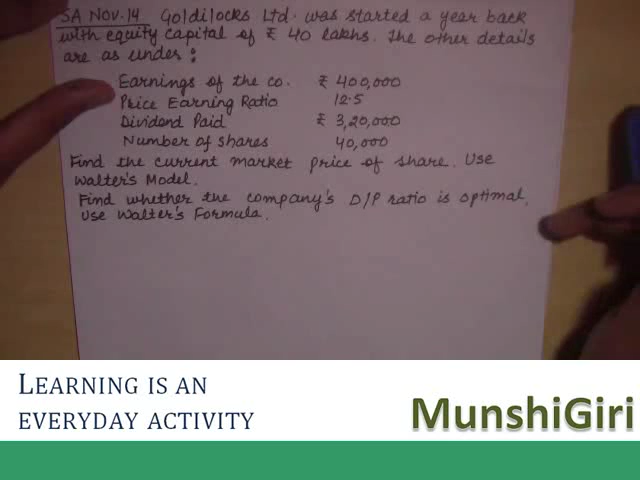 SA NOV.14. Goldilocks Ltd. was started a year back
with equity capital of ₹ 40 lakhs. The other details
are as under:
Earnings of the co. ₹ 400,000
Price Earning Ratio 12.5
Dividend Paid ₹ 3,20,000
Number of shares 40,000
Find the current market price of share. Use
Walter's Model.
Find whether the company's D/P ratio is optimal,
Use Walter's Formula.
LEARNING IS AN
EVERYDAY ACTIVITY
MunshiGiri